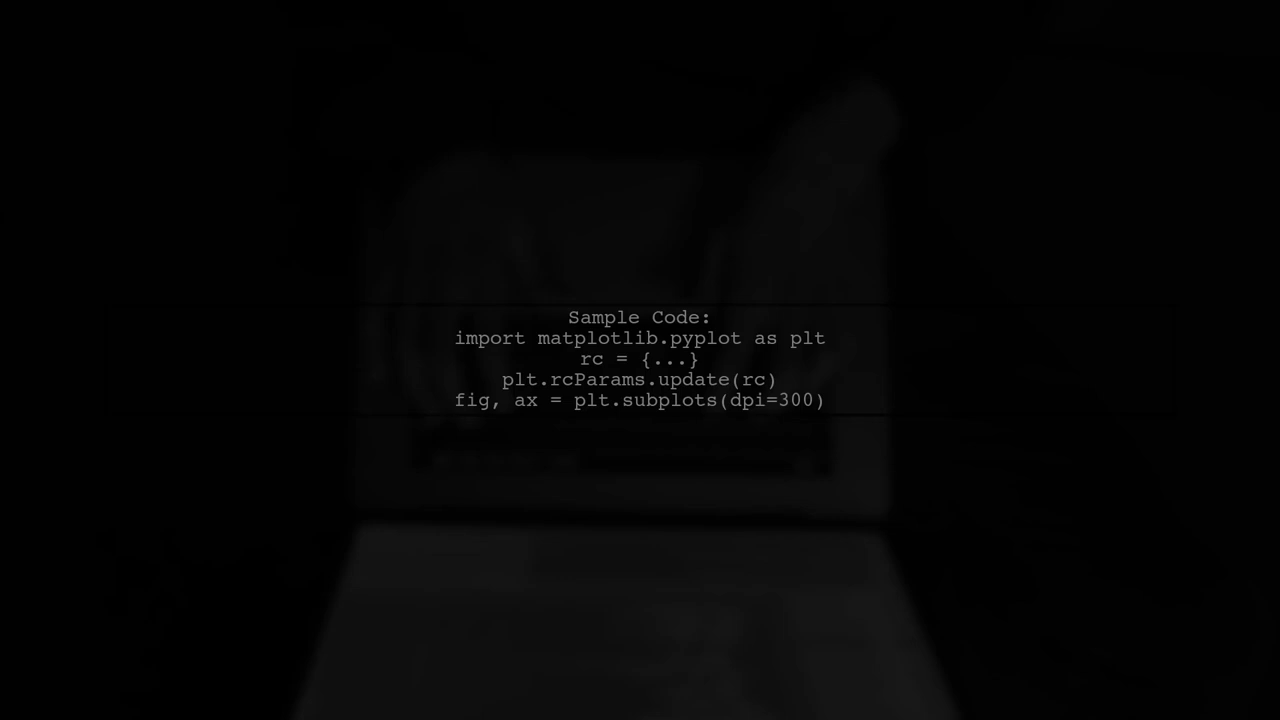 Sample Code:
import matplotlib.pyplot as plt
rc = {...}
plt.rcParams.update(rc)
fig, ax = plt.subplots(dpi=300)